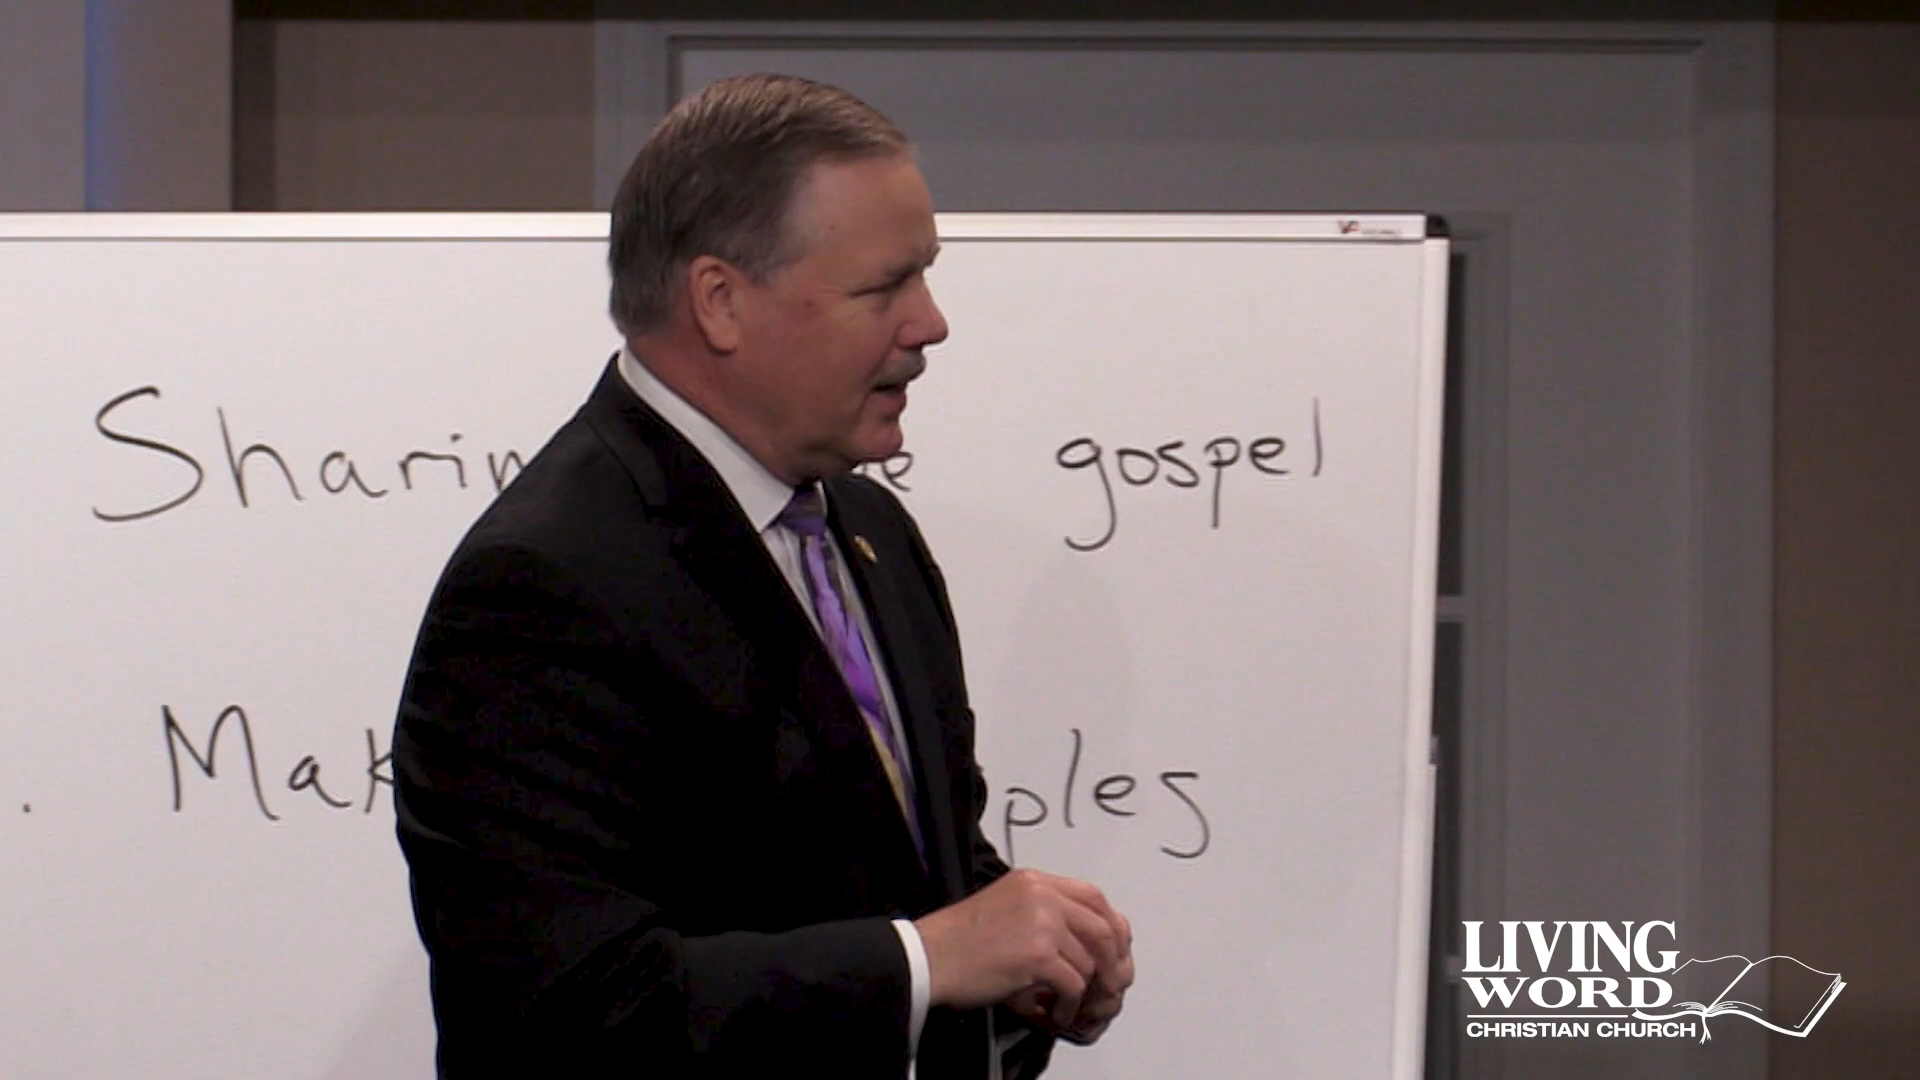 Sharin e gospel
. Mak ples
LIVING
WORD
CHRISTIAN CHURCH